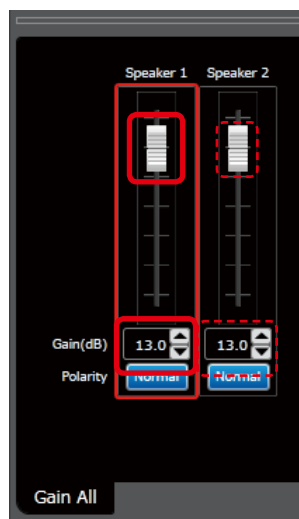 Speaker 1 Speaker 2
Gain(dB) 13.0 13.0
Polarity Normal Normal
Gain All